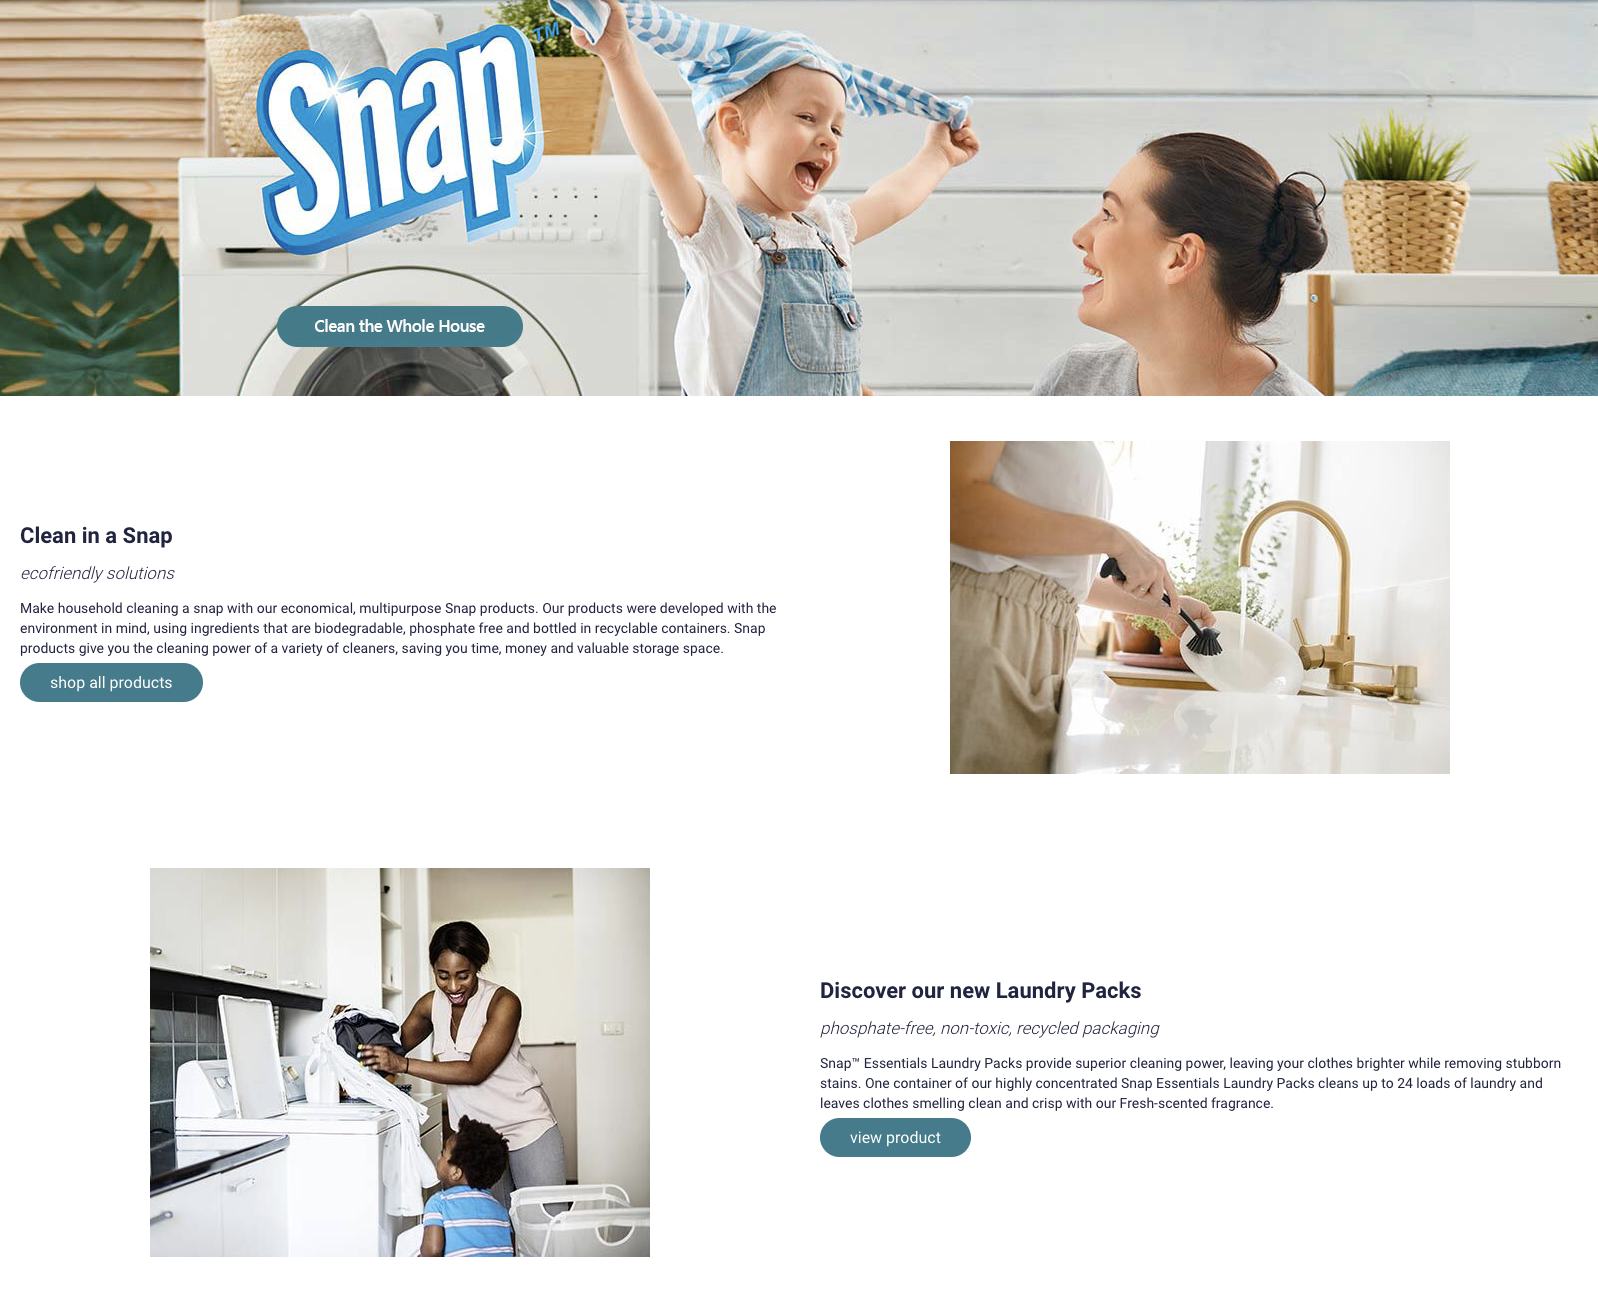 Snap™
Clean the Whole House
Clean in a Snap
ecofriendly solutions
Make household cleaning a snap with our economical, multipurpose Snap products. Our products were developed with the
environment in mind, using ingredients that are biodegradable, phosphate free and bottled in recyclable containers. Snap
products give you the cleaning power of a variety of cleaners, saving you time, money and valuable storage space.
shop all products
Discover our new Laundry Packs
phosphate-free, non-toxic, recycled packaging
Snap™ Essentials Laundry Packs provide superior cleaning power, leaving your clothes brighter while removing stubborn
stains. One container of our highly concentrated Snap Essentials Laundry Packs cleans up to 24 loads of laundry and
leaves clothes smelling clean and crisp with our Fresh-scented fragrance.
view product